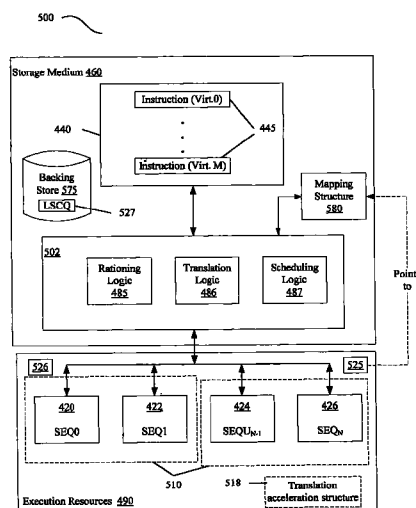 500
Storage Medium 460
Instruction (Virt.0)
440
445
Instruction (Virt. M)
Backing
Store 575
LSCQ
527
Mapping
Structure
580
502
Rationing
Logic
485
Translation
Logic
486
Scheduling
Logic
487
Point
to
526
525
420
SEQ0
422
SEQ1
424
SEQU N-1
426
SEQ N
510
518
Translation
acceleration structure
Execution Resources 490